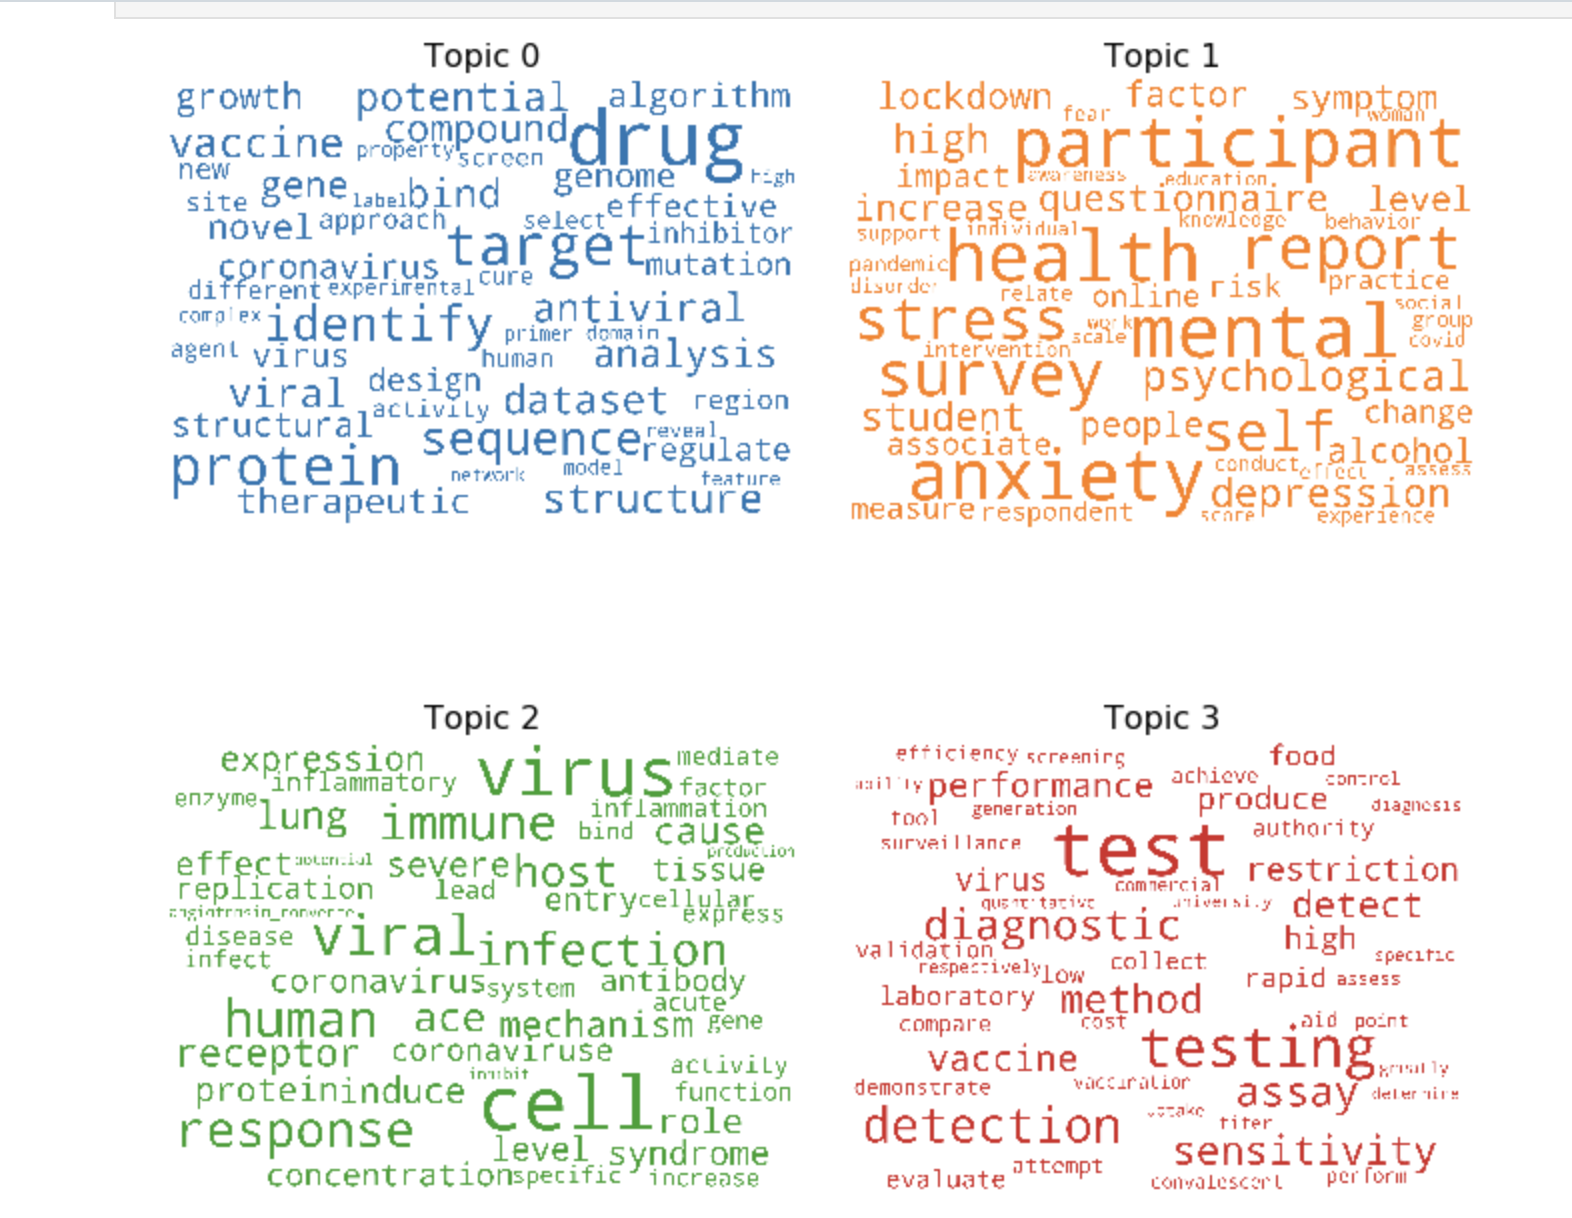 Topic 0
growth potential algorithm
vaccine compound drug
property screen
new genome high
site gene label bind effective
novel approach select
target inhibitor
coronavirus cure mutation
different experimental
complex identify antiviral
primer domain
agent virus human analysis
viral design
activity dataset region
structural reveal
sequence regulate
protein network model feature
therapeutic structure
Topic 1
lockdown fear factor symptom
woman
high participant
impact awareness education
increase questionnaire level
support individual knowledge behavior
pandemic health report
disorder relate online risk practice
social
stress work mental group
intervention scale covid
survey psychological
student people self change
associate alcohol
anxiety conduct effect assess
depression
measure respondent score experience
Topic 2
expression virus mediate
inflammatory factor
enzyme lung immune inflammation
bind cause
production
effect potential severe host tissue
replication lead entry cellular
express
disease viral infection
infect
coronavirus system antibody
acute
human ace mechanism gene
receptor coronaviruse
inhibit activity
protein induce cell function
response role
level syndrome
concentration specific increase
Topic 3
efficiency screening food
ability performance achieve control
produce
tool generation diagnosis
surveillance test authority
virus commercial restriction
quantitative university detect
diagnostic high
validation specific
respectively low collect
rapid assess
laboratory method
compare cost aid point
vaccine testing greatly
demonstrate vaccination assay determine
detection uptake titer
sensitivity
evaluate attempt convalescent perform